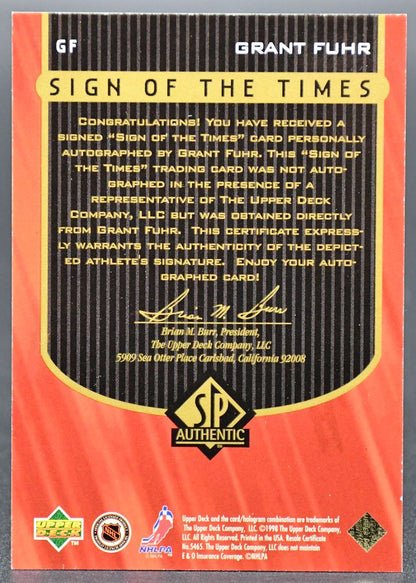 GF
GRANT FUHR
SIGN OF THE TIMES
CONGRATULATIONS! YOU HAVE RECEIVED A
SIGNED "SIGN OF THE TIMES" CARD PERSONALLY
AUTOGRAPHED BY GRANT FUHR. THIS "SIGN OF
THE TIMES" TRADING CARD WAS NOT AUTO-
GRAPHED IN THE PRESENCE OF A
REPRESENTATIVE OF THE UPPER DECK
COMPANY, LLC BUT WAS OBTAINED DIRECTLY
FROM GRANT FUHR. THIS CERTIFICATE EXPRESS-
LY WARRANTS THE AUTHENTICITY OF THE DEPICT-
ED ATHLETE'S SIGNATURE. ENJOY YOUR AUTO-
GRAPHED CARD!
Brian M. Burr
Brian M. Burr, President,
The Upper Deck Company, LLC
5909 Sea Otter Place Carlsbad, California 92008
SP
AUTHENTIC™
UPPER DECK™
NHL
NHLPA
Upper Deck and the card/hologram combination are trademarks of
The Upper Deck Company, LLC. ©1998 The Upper Deck Company,
LLC. All Rights Reserved. Printed in the USA. Resale Certificate
No.5465. The Upper Deck Company, LLC does not maintain
E & O Insurance Coverage. ©NHLPA